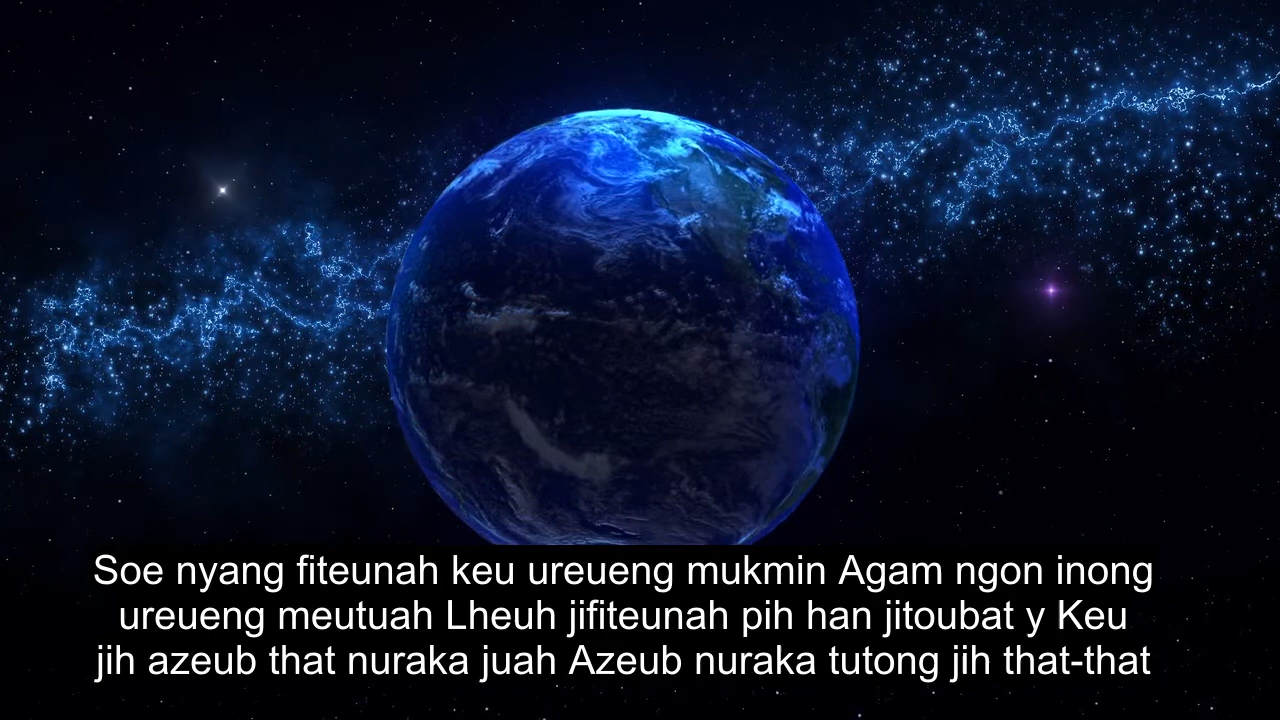 Soe nyang fiteunah keu ureueng mukmin Agam ngon inong
ureueng meutuah Lheuh jifiteunah pih han jitoubat y Keu
jih azeub that nuraka juah Azeub nuraka tutong jih that-that